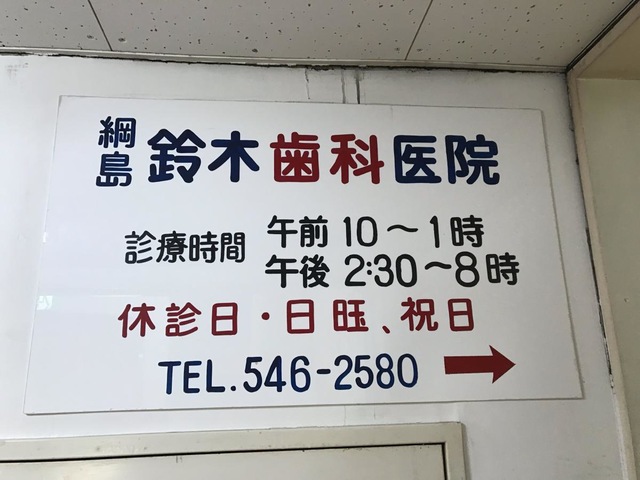 綱島 鈴木歯科医院
診療時間 午前 10〜1時
午後 2:30〜8時
休診日・日旺、祝日
TEL.546-2580